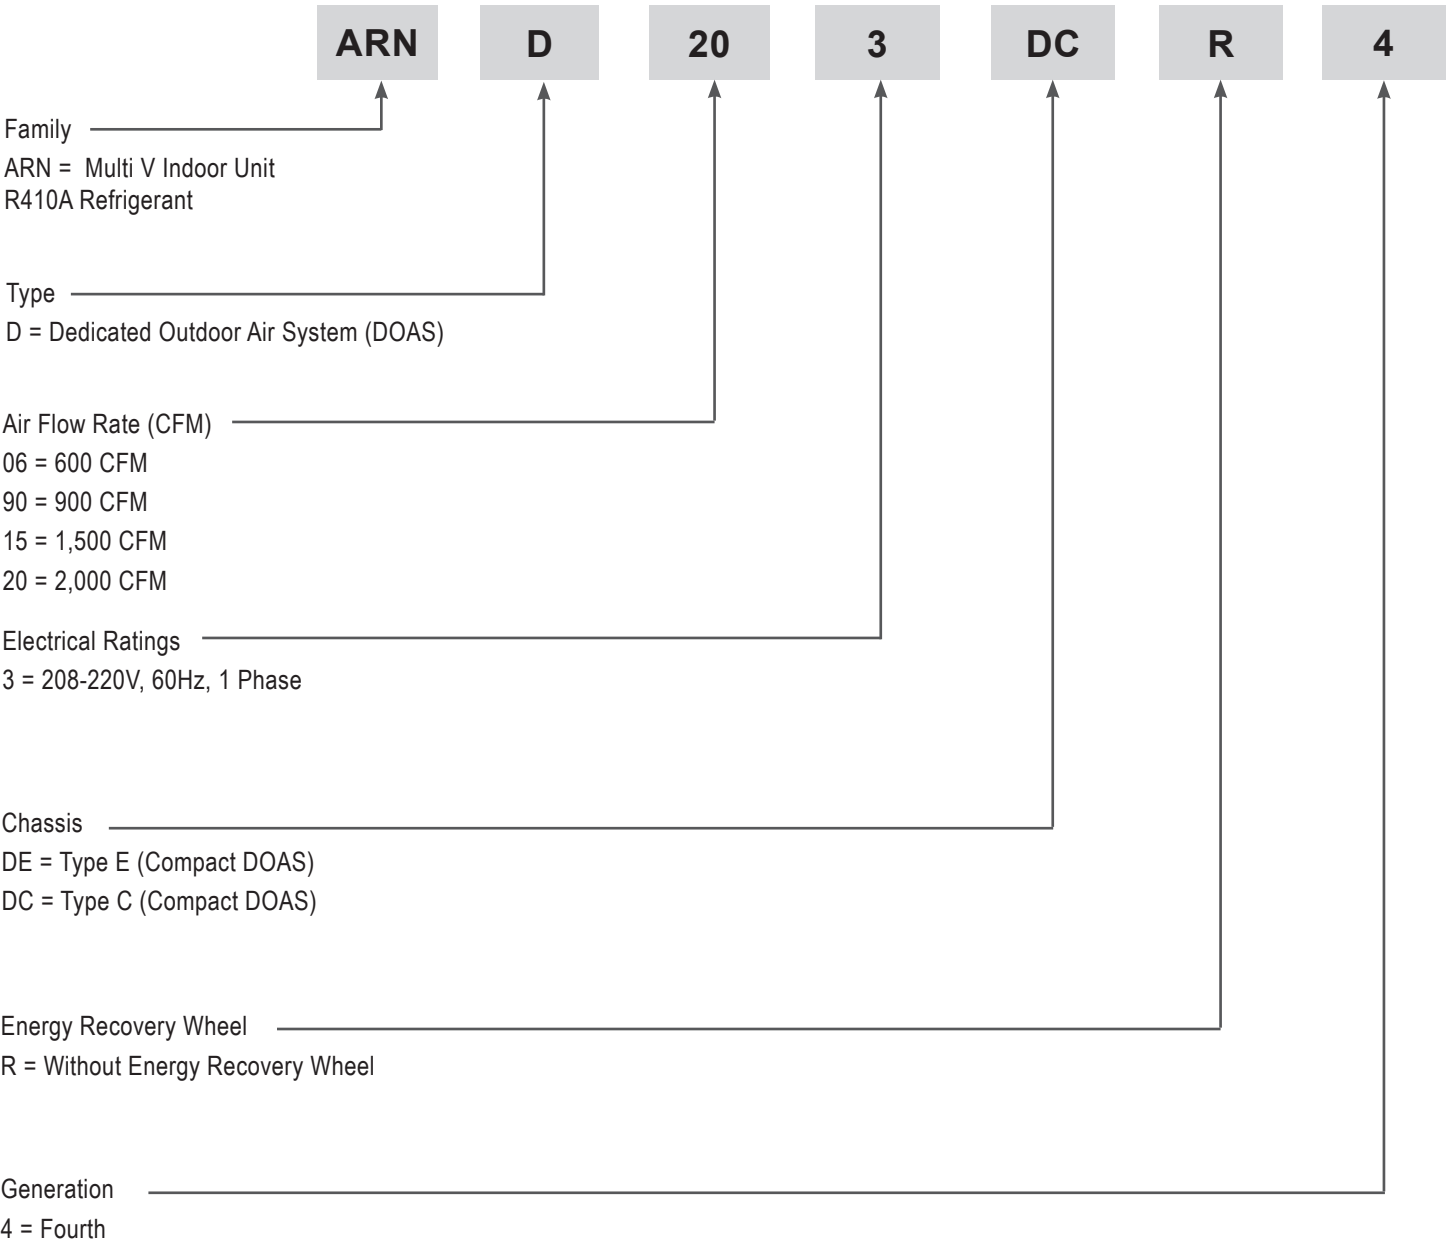 ARN D 20 3 DC R 4
Family
ARN = Multi V Indoor Unit
R410A Refrigerant
Type
D = Dedicated Outdoor Air System (DOAS)
Air Flow Rate (CFM)
06 = 600 CFM
90 = 900 CFM
15 = 1,500 CFM
20 = 2,000 CFM
Electrical Ratings
3 = 208-220V, 60Hz, 1 Phase
Chassis
DE = Type E (Compact DOAS)
DC = Type C (Compact DOAS)
Energy Recovery Wheel
R = Without Energy Recovery Wheel
Generation
4 = Fourth